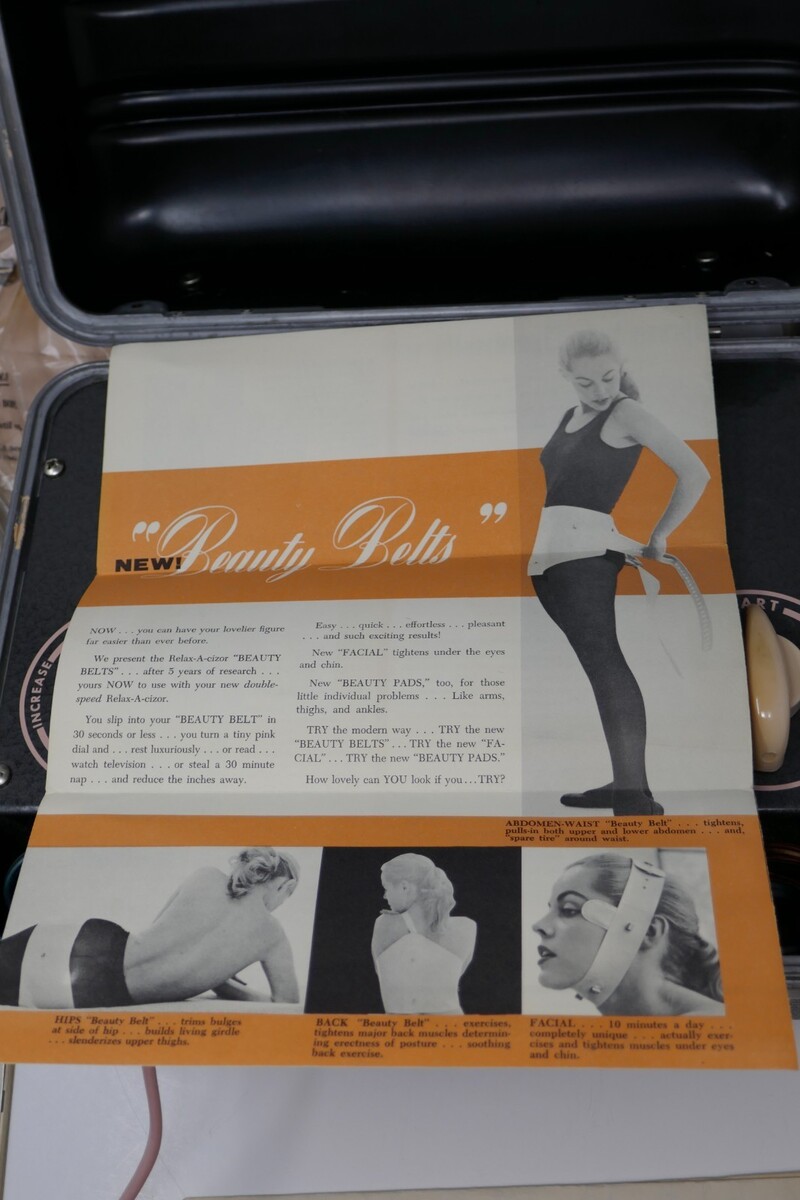 NEW! "Beauty Belts"
NOW . . . you can have your lovelier figure
far easier than ever before.
We present the Relax-A-cizor "BEAUTY
BELTS" . . . after 5 years of research . . .
yours NOW to use with your new double-
speed Relax-A-cizor.
You slip into your "BEAUTY BELT" in
30 seconds or less . . . you turn a tiny pink
dial and . . . rest luxuriously . . . or read . . .
watch television . . . or steal a 30 minute
nap . . . and reduce the inches away.
Easy . . . quick . . . effortless . . . pleasant
. . . and such exciting results!
New "FACIAL" tightens under the eyes
and chin.
New "BEAUTY PADS," too, for those
little individual problems . . . Like arms,
thighs, and ankles.
TRY the modern way . . . TRY the new
"BEAUTY BELTS" . . . TRY the new "FA-
CIAL" . . . TRY the new "BEAUTY PADS."
How lovely can YOU look if you . . . TRY?
ABDOMEN-WAIST "Beauty Belt" . . . tightens,
pulls-in both upper and lower abdomen . . . and,
"spare tire" around waist.
HIPS "Beauty Belt" . . . trims bulges
at side of hip . . . builds living girdle
. . . slenderizes upper thighs.
BACK "Beauty Belt" . . . exercises,
tightens major back muscles determin-
ing erectness of posture . . . soothing
back exercise.
FACIAL . . . 10 minutes a day . . .
completely unique . . . actually exer-
cises and tightens muscles under eyes
and chin.
INCREASE
ART